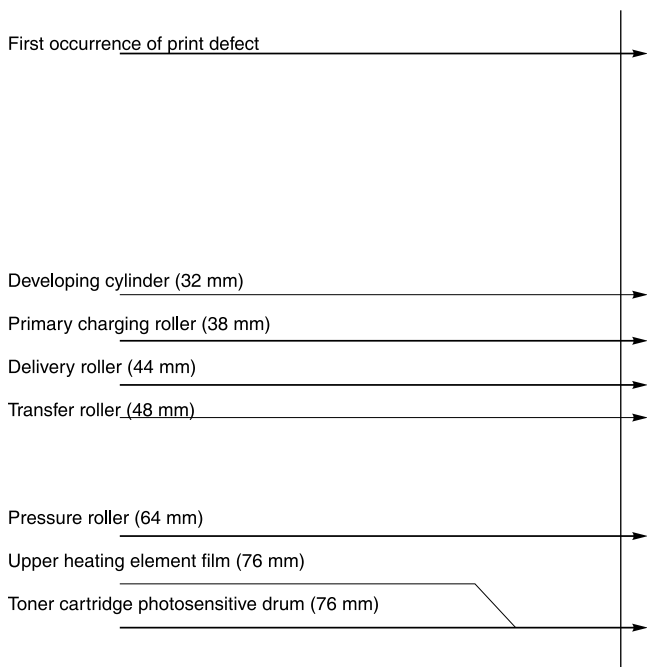 First occurrence of print defect
Developing cylinder (32 mm)
Primary charging roller (38 mm)
Delivery roller (44 mm)
Transfer roller (48 mm)
Pressure roller (64 mm)
Upper heating element film (76 mm)
Toner cartridge photosensitive drum (76 mm)